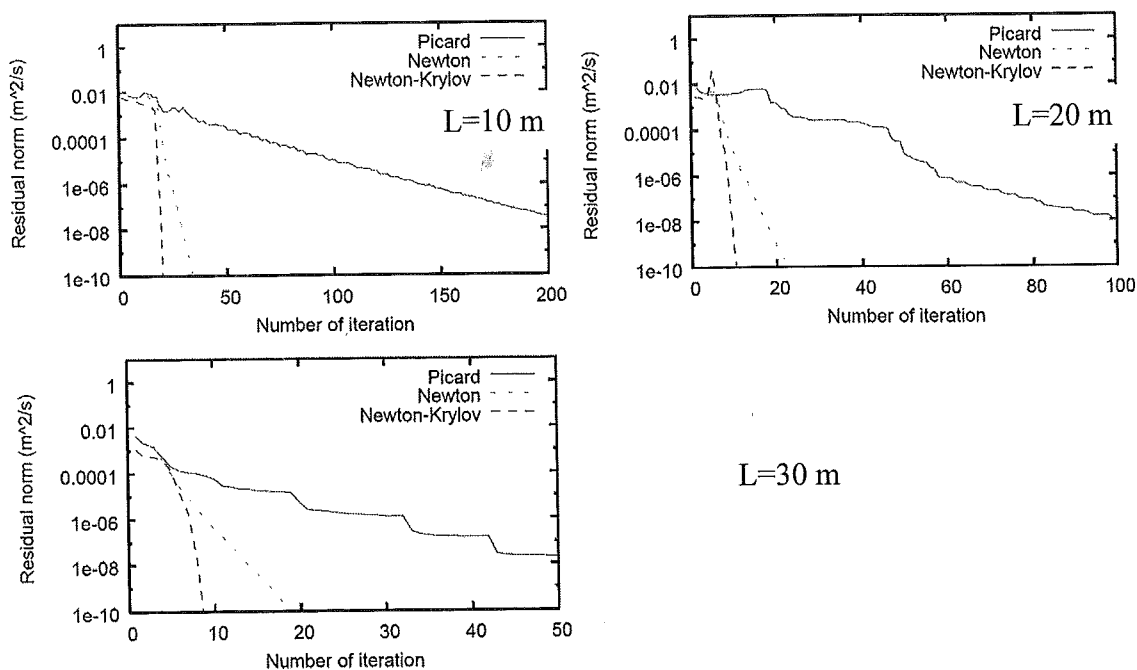 Residual norm (m^2/s)
1
0.01
0.0001
1e-06
1e-08
1e-10
Picard
Newton
Newton-Krylov
L=10 m
0 50 100 150 200
Number of iteration
Residual norm (m^2/s)
1
0.01
0.0001
1e-06
1e-08
1e-10
Picard
Newton
Newton-Krylov
L=20 m
0 20 40 60 80 100
Number of iteration
Residual norm (m^2/s)
1
0.01
0.0001
1e-06
1e-08
1e-10
Picard
Newton
Newton-Krylov
0 10 20 30 40 50
Number of iteration
L=30 m